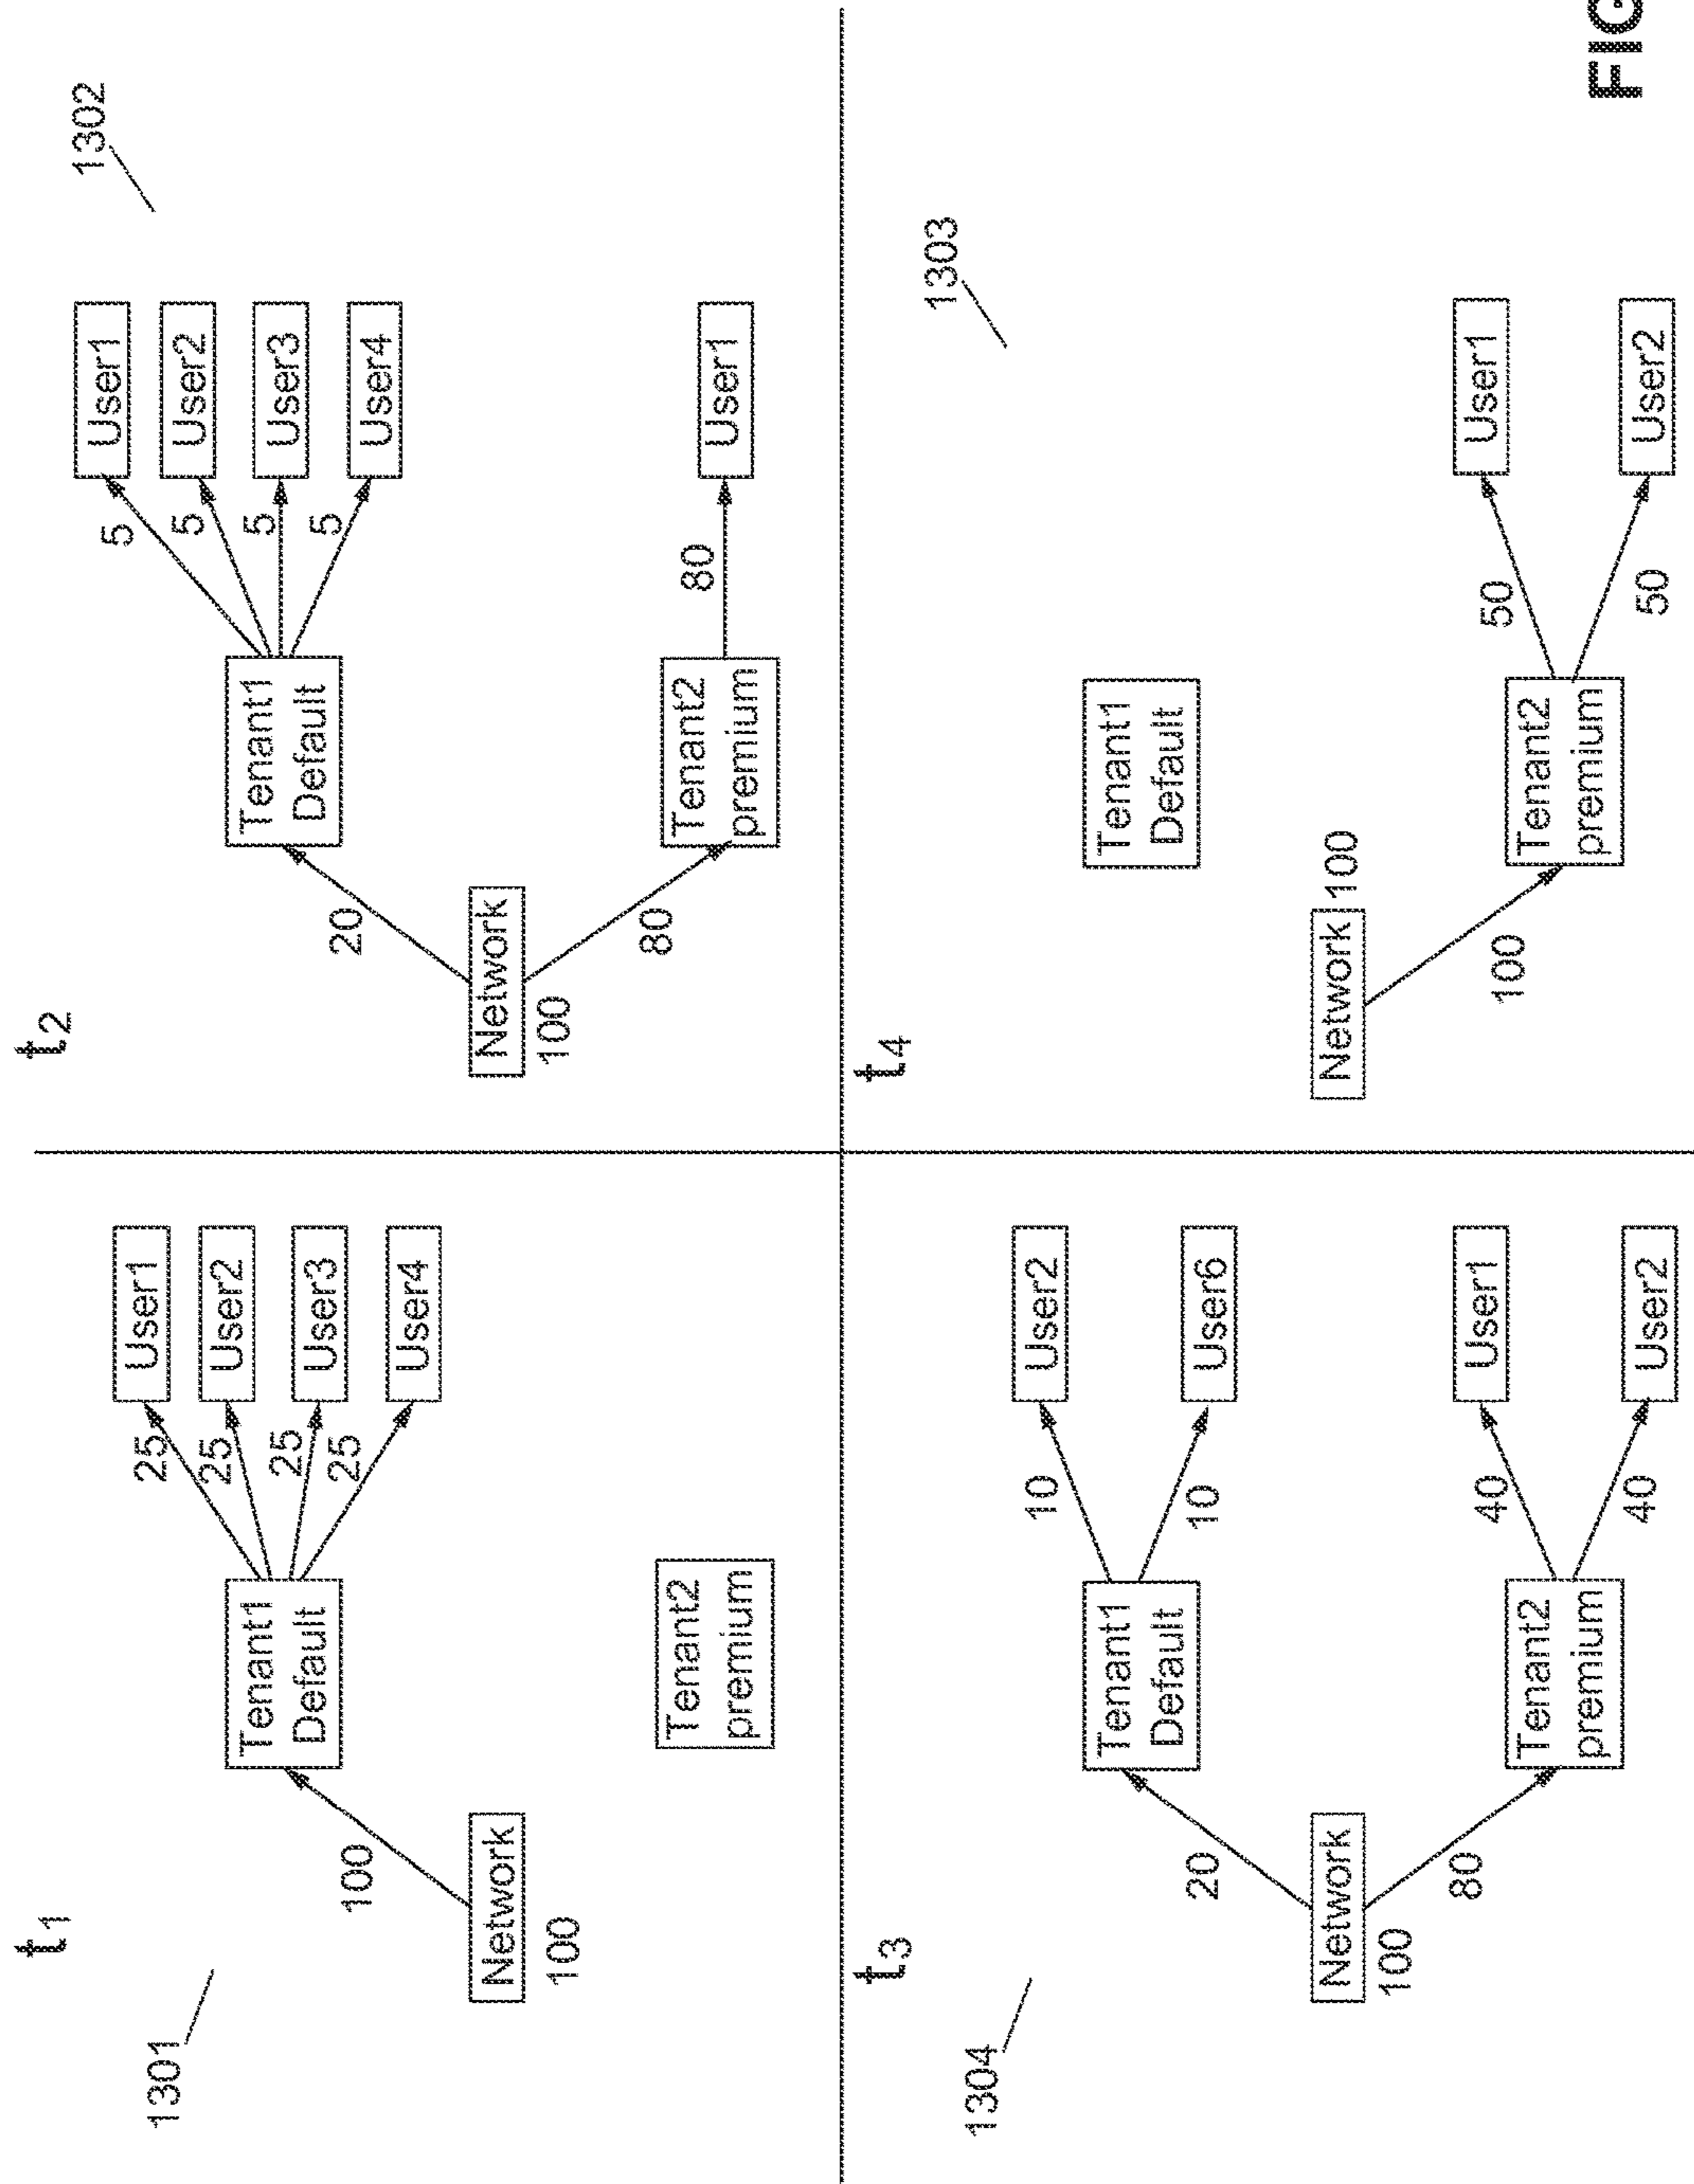 t1
1301
Network
100
100
Tenant1
Default
25
25
25
25
User1
User2
User3
User4
Tenant2
premium
t2
1302
Network
100
20
80
Tenant1
Default
5
5
5
5
User1
User2
User3
User4
Tenant2
premium
80
User1
t3
1304
Network
100
20
80
Tenant1
Default
10
10
User2
User6
Tenant2
premium
40
40
User1
User2
t4
1303
Network
100
100
Tenant1
Default
Tenant2
premium
50
50
User1
User2